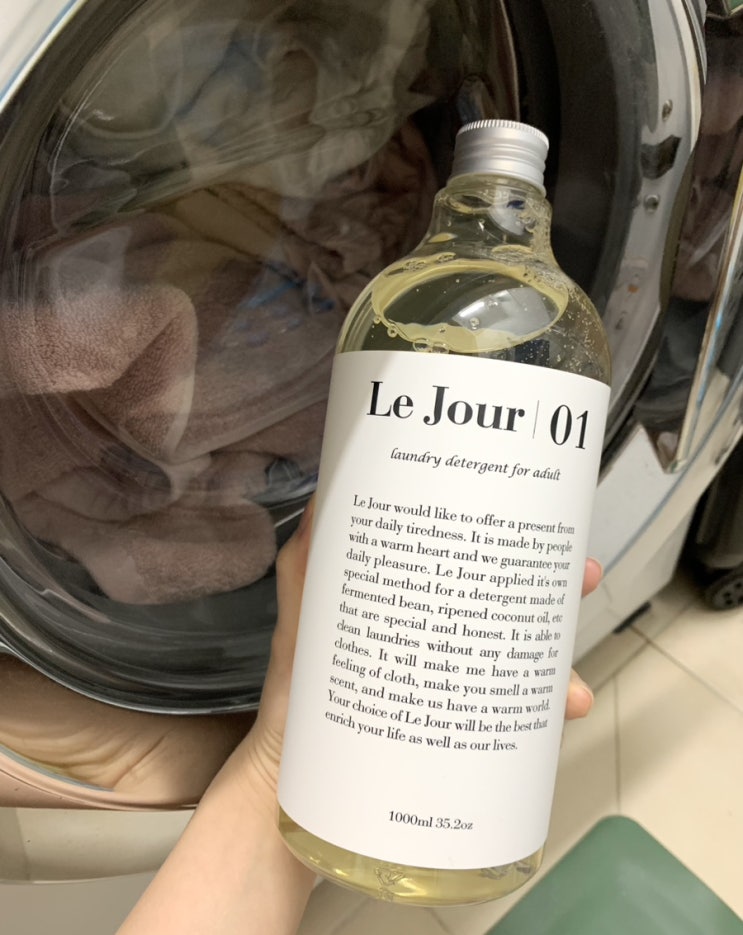 Le Jour | 01
laundry detergent for adult
Le Jour would like to offer a present from
your daily tiredness. It is made by people
with a warm heart and we guarantee your
daily pleasure. Le Jour applied it's own
special method for a detergent made of
fermented bean, ripened coconut oil, etc
that are special and honest. It is able to
clean laundries without any damage for
clothes. It will make me have a warm
feeling of cloth, make you smell a warm
scent, and make us have a warm world.
Your choice of Le Jour will be the best that
enrich your life as well as our lives.
1000ml 35.2oz